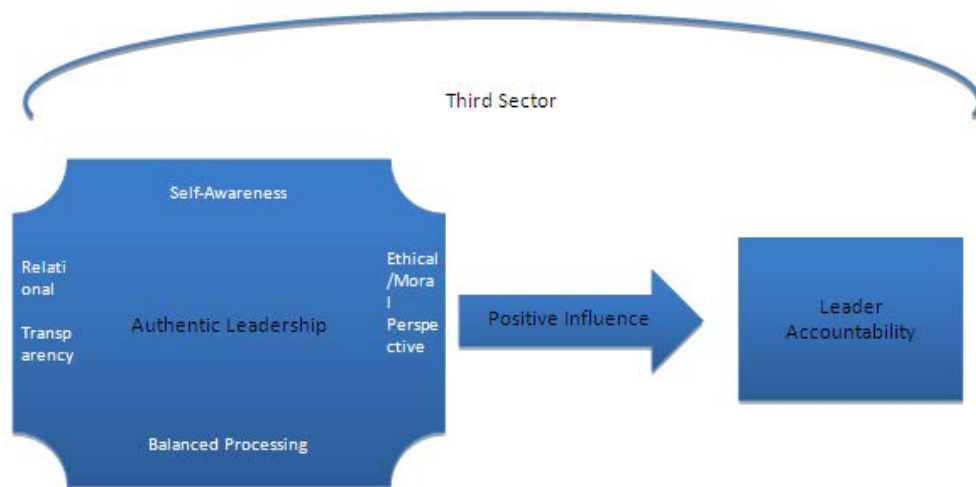 Third Sector
Self-Awareness
Relati
onal
Transp
arency
Authentic Leadership
Ethical
/Mora
l
Perspe
ctive
Positive Influence
Leader
Accountability
Balanced Processing